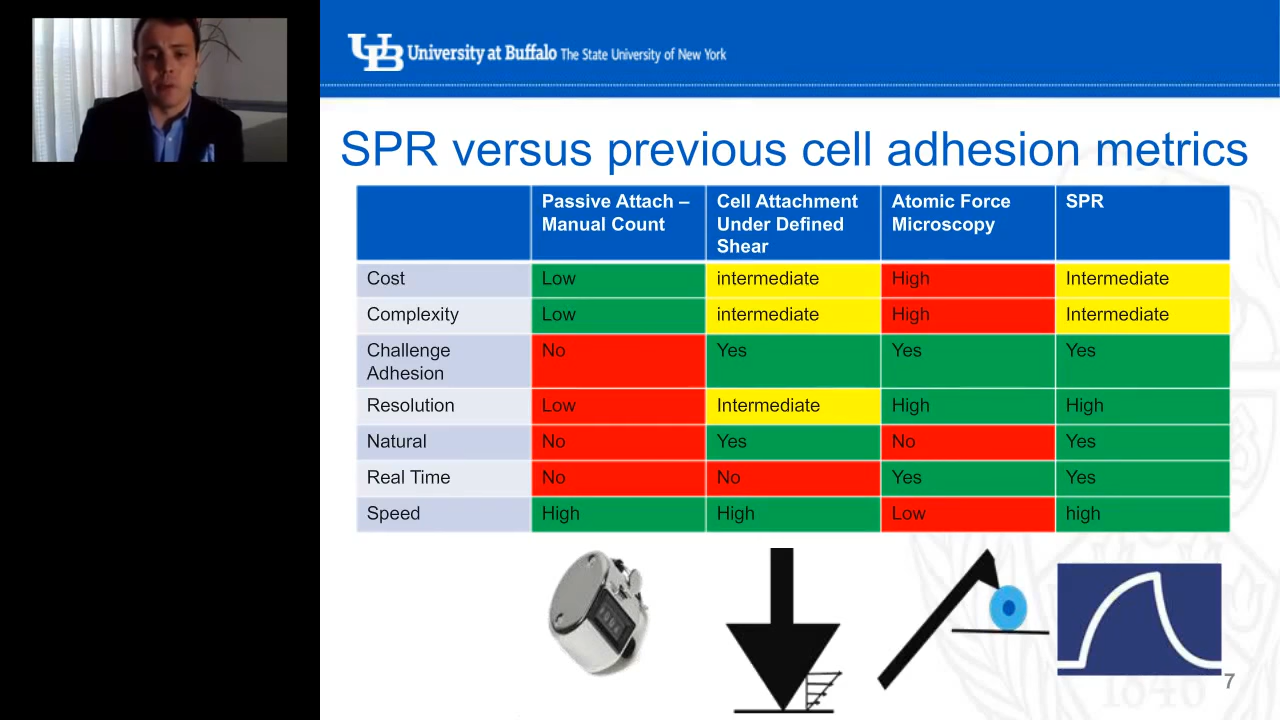 UB University at Buffalo The State University of New York
SPR versus previous cell adhesion metrics
Passive Attach –
Manual Count
Cell Attachment
Under Defined
Shear
Atomic Force
Microscopy
SPR
Cost
Low
intermediate
High
Intermediate
Complexity
Low
intermediate
High
Intermediate
Challenge
Adhesion
No
Yes
Yes
Yes
Resolution
Low
Intermediate
High
High
Natural
No
Yes
No
Yes
Real Time
No
No
Yes
Yes
Speed
High
High
Low
high
7
1846